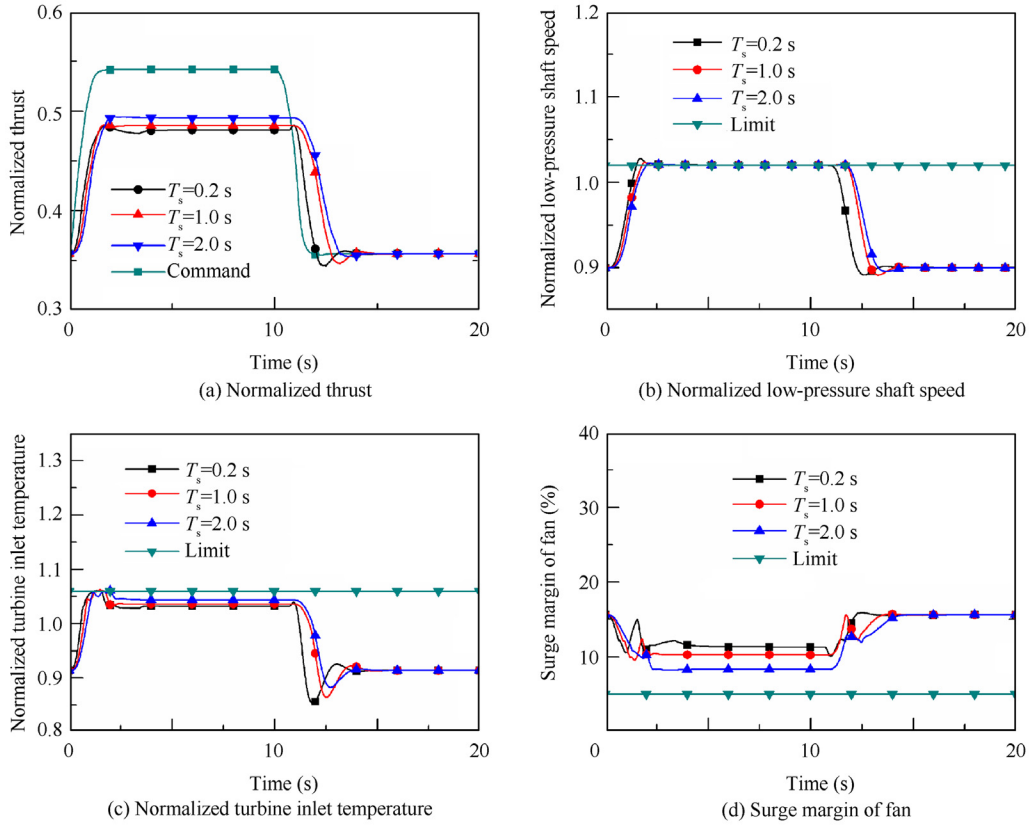 Normalized thrust
0.6
0.5
0.4
0.3
Ts=0.2 s
Ts=1.0 s
Ts=2.0 s
Command
0
10
20
Time (s)
(a) Normalized thrust
Normalized low-pressure shaft speed
1.2
1.1
1.0
0.9
Ts=0.2 s
Ts=1.0 s
Ts=2.0 s
Limit
0
10
20
Time (s)
(b) Normalized low-pressure shaft speed
Normalized turbine inlet temperature
1.3
1.2
1.1
1.0
0.9
0.8
Ts=0.2 s
Ts=1.0 s
Ts=2.0 s
Limit
0
10
20
Time (s)
(c) Normalized turbine inlet temperature
Surge margin of fan (%)
40
30
20
10
Ts=0.2 s
Ts=1.0 s
Ts=2.0 s
Limit
0
10
20
Time (s)
(d) Surge margin of fan